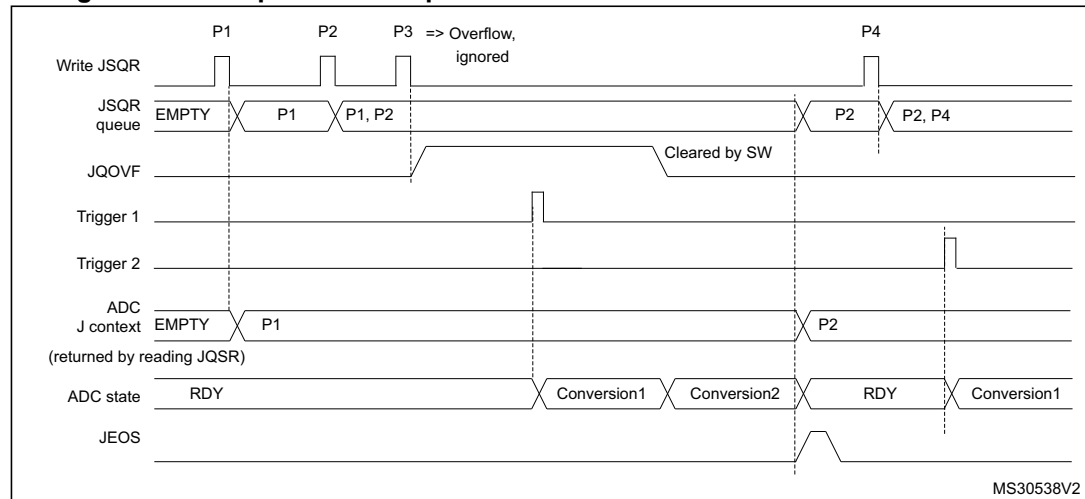 P1 P2 P3 => Overflow, P4
ignored
Write JSQR
JSQR
queue EMPTY P1 P1, P2 P2 P2, P4
Cleared by SW
JQOVF
Trigger 1
Trigger 2
ADC
J context EMPTY P1 P2
(returned by reading JQSR)
ADC state RDY Conversion1 Conversion2 RDY Conversion1
JEOS
MS30538V2